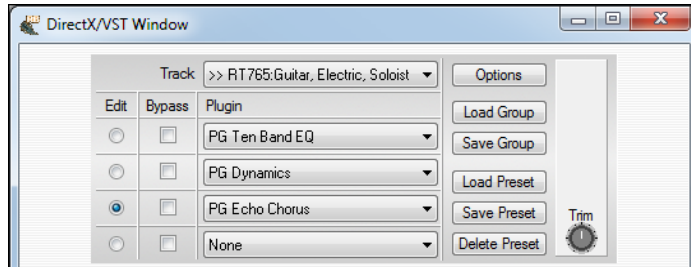 DirectX/VST Window
Track >> RT765:Guitar, Electric, Soloist Options
Edit Bypass Plugin Load Group
PG Ten Band EQ Save Group
PG Dynamics Load Preset
PG Echo Chorus Save Preset Trim
None Delete Preset